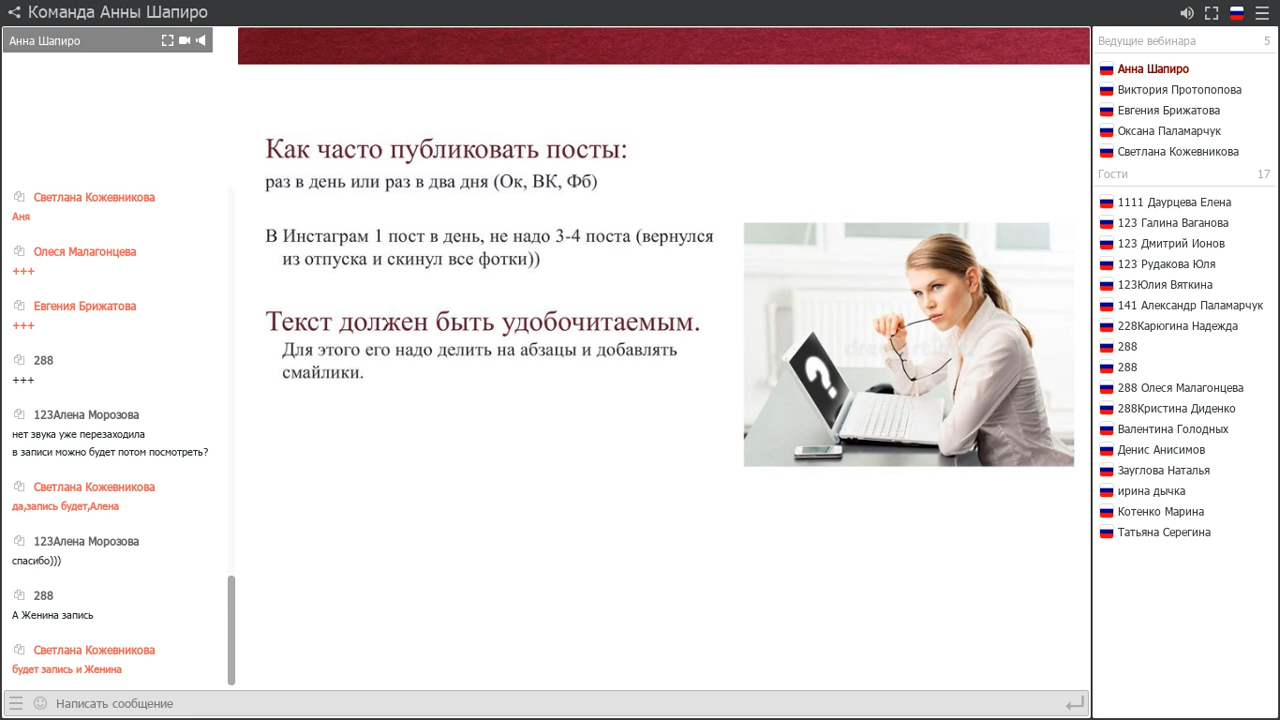 Команда Анны Шапиро
Анна Шапиро
Светлана Кожевникова
Аня
Олеся Малагонцева
+++
Евгения Брижатова
+++
288
+++
123Алена Морозова
нет звука уже перезаходила
в записи можно будет потом посмотреть?
Светлана Кожевникова
да,запись будет,Алена
123Алена Морозова
спасибо)))
288
А Женина запись
Светлана Кожевникова
будет запись и Женина
Написать сообщение
Как часто публиковать посты:
раз в день или раз в два дня (Ок, ВК, Фб)
В Инстаграм 1 пост в день, не надо 3-4 поста (вернулся
из отпуска и скинул все фотки))
Текст должен быть удобочитаемым.
Для этого его надо делить на абзацы и добавлять
смайлики.
?
Ведущие вебинара 5
Анна Шапиро
Виктория Протопопова
Евгения Брижатова
Оксана Паламарчук
Светлана Кожевникова
Гости 17
1111 Даурцева Елена
123 Галина Ваганова
123 Дмитрий Ионов
123 Рудакова Юля
123Юлия Вяткина
141 Александр Паламарчук
228Карюгина Надежда
288
288
288 Олеся Малагонцева
288Кристина Диденко
Валентина Голодных
Денис Анисимов
Зауглова Наталья
ирина дычка
Котенко Марина
Татьяна Серегина